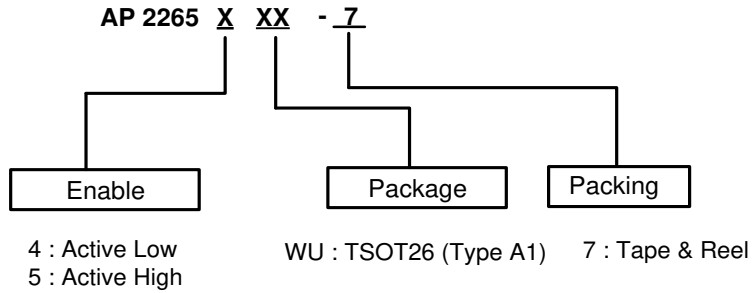 AP 2265 X XX - 7
Enable
Package
Packing
4 : Active Low
5 : Active High
WU : TSOT26 (Type A1)
7 : Tape & Reel